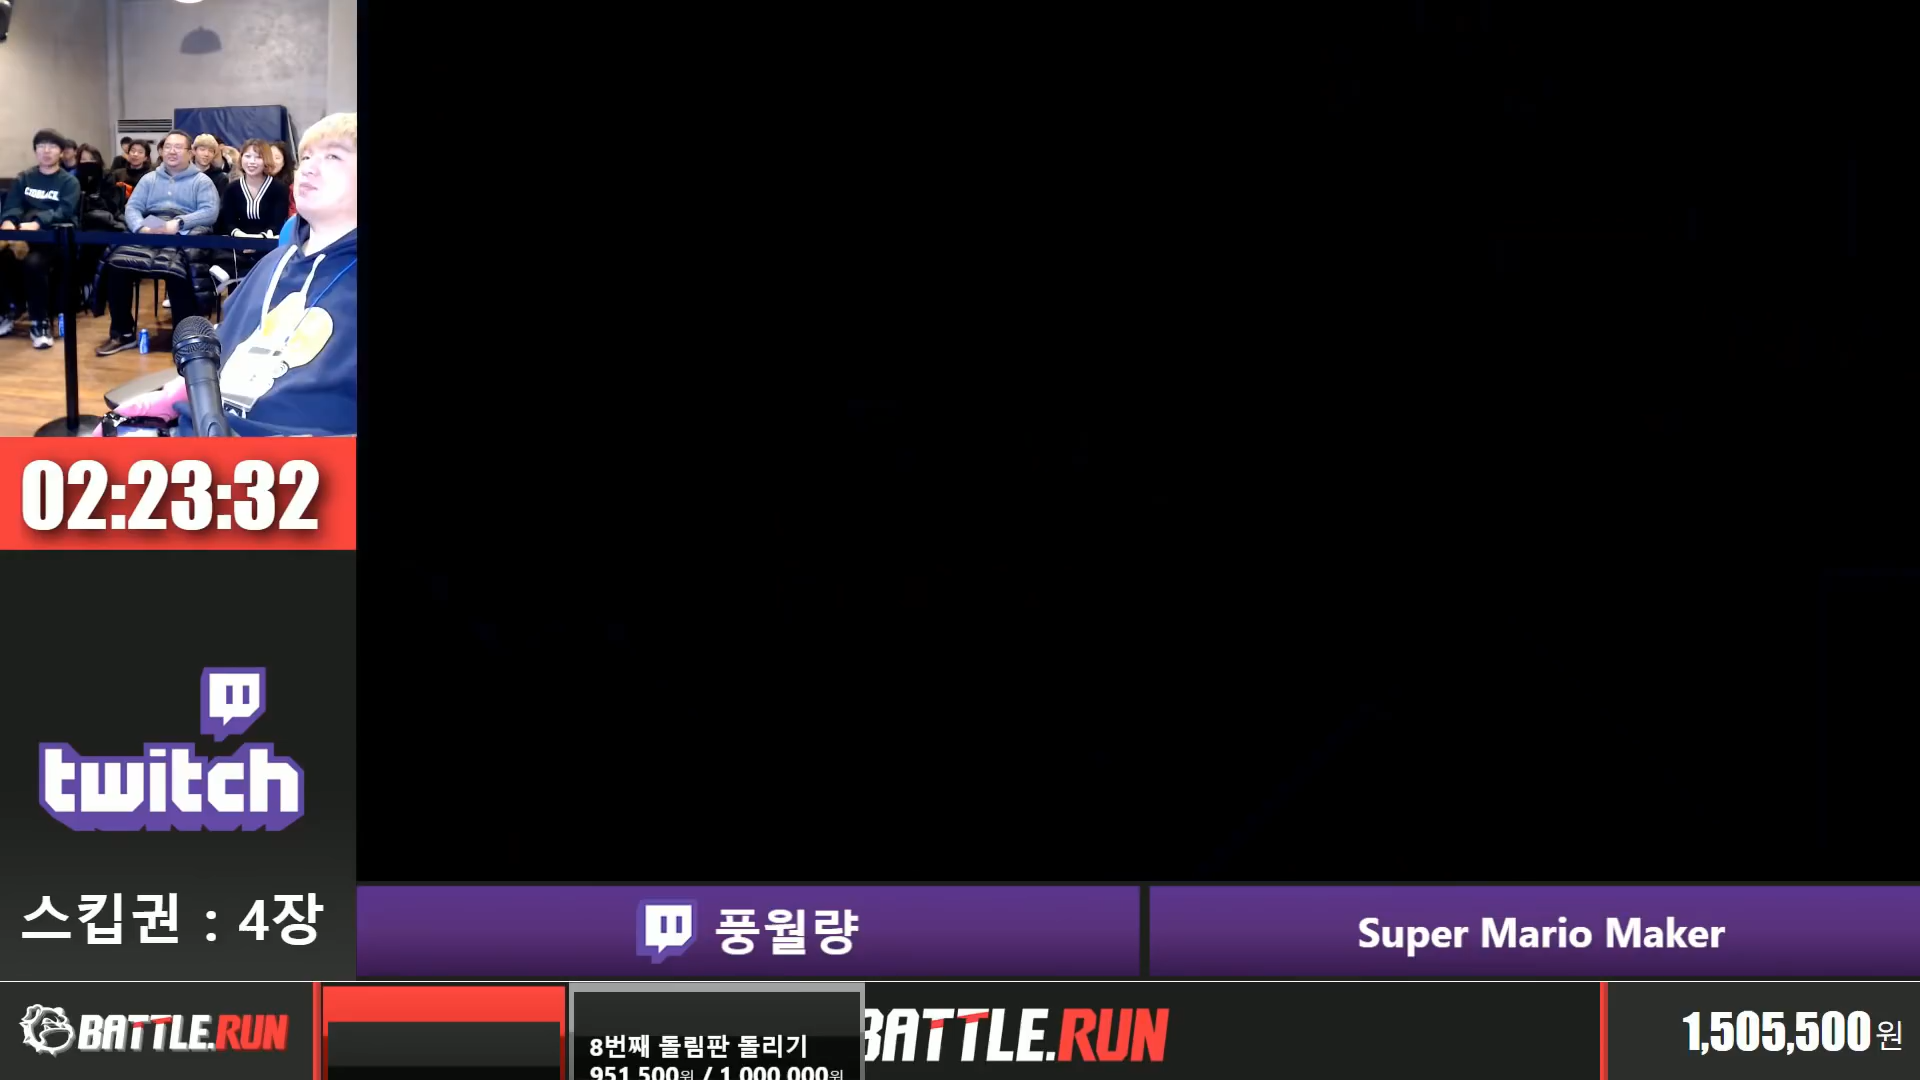 02:23:32
twitch
스킵권 : 4장
풍월량
Super Mario Maker
BATTLE.RUN
8번째 돌림판 돌리기
951,500원 / 1,000,000원
BATTLE.RUN
1,505,500원